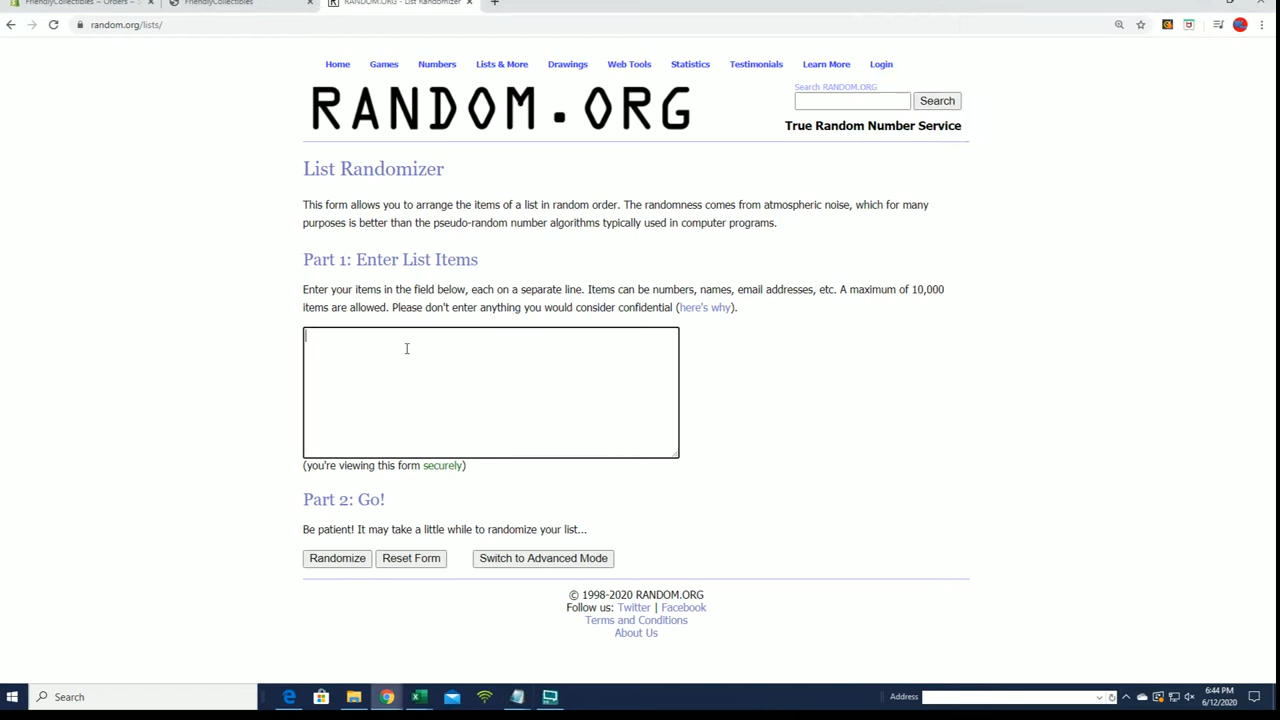 FriendlyCollectibles ~ Orders ~
FriendlyCollectibles
RANDOM.ORG - List Randomizer
random.org/lists/
Home Games Numbers Lists & More Drawings Web Tools Statistics Testimonials Learn More Login
RANDOM.ORG
Search RANDOM.ORG
Search
True Random Number Service
List Randomizer
This form allows you to arrange the items of a list in random order. The randomness comes from atmospheric noise, which for many
purposes is better than the pseudo-random number algorithms typically used in computer programs.
Part 1: Enter List Items
Enter your items in the field below, each on a separate line. Items can be numbers, names, email addresses, etc. A maximum of 10,000
items are allowed. Please don't enter anything you would consider confidential (here's why).
(you're viewing this form securely)
Part 2: Go!
Be patient! It may take a little while to randomize your list...
Randomize Reset Form Switch to Advanced Mode
© 1998-2020 RANDOM.ORG
Follow us: Twitter | Facebook
Terms and Conditions
About Us
Search
Address
6:44 PM
6/12/2020